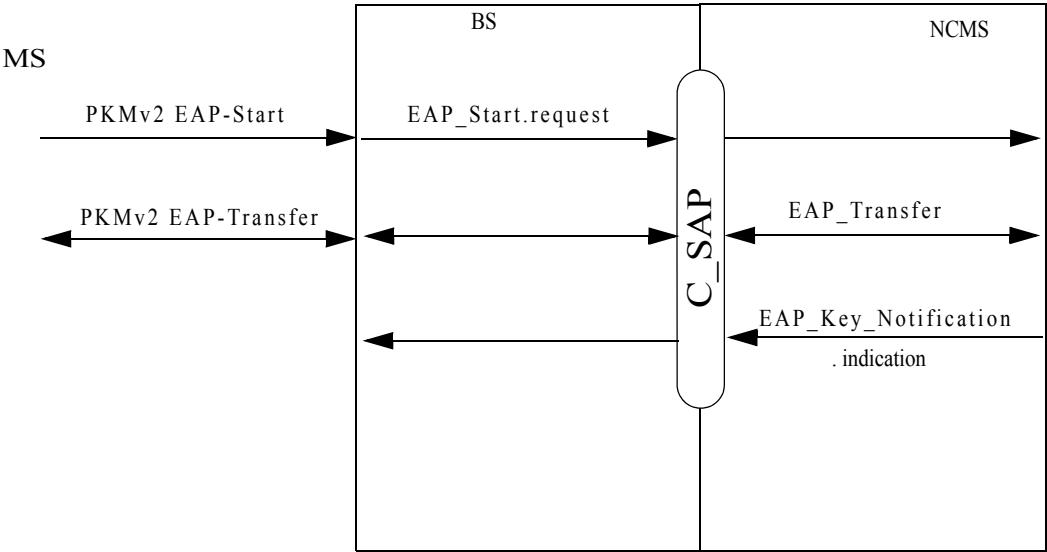 BS
NCMS
MS
PKMv2 EAP-Start
EAP_Start.request
PKMv2 EAP-Transfer
EAP_Transfer
C_SAP
EAP_Key_Notification
. indication